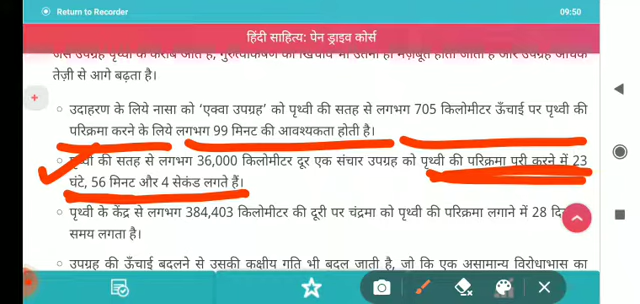 Return to Recorder
09:50
हिंदी साहित्य: पेन ड्राइव कोर्स
तेज़ी से आगे बढ़ता है।
उदाहरण के लिये नासा को 'एक्वा उपग्रह' को पृथ्वी की सतह से लगभग 705 किलोमीटर ऊँचाई पर पृथ्वी की
परिक्रमा करने के लिये लगभग 99 मिनट की आवश्यकता होती है।
पृथ्वी की सतह से लगभग 36,000 किलोमीटर दूर एक संचार उपग्रह को पृथ्वी की परिक्रमा पूरी करने में 23
घंटे, 56 मिनट और 4 सेकंड लगते हैं।
पृथ्वी के केंद्र से लगभग 384,403 किलोमीटर की दूरी पर चंद्रमा को पृथ्वी की परिक्रमा लगाने में 28
समय लगता है।
उपग्रह की ऊँचाई बदलने से उसकी कक्षीय गति भी बदल जाती है, जो कि एक असामान्य विरोधाभास का